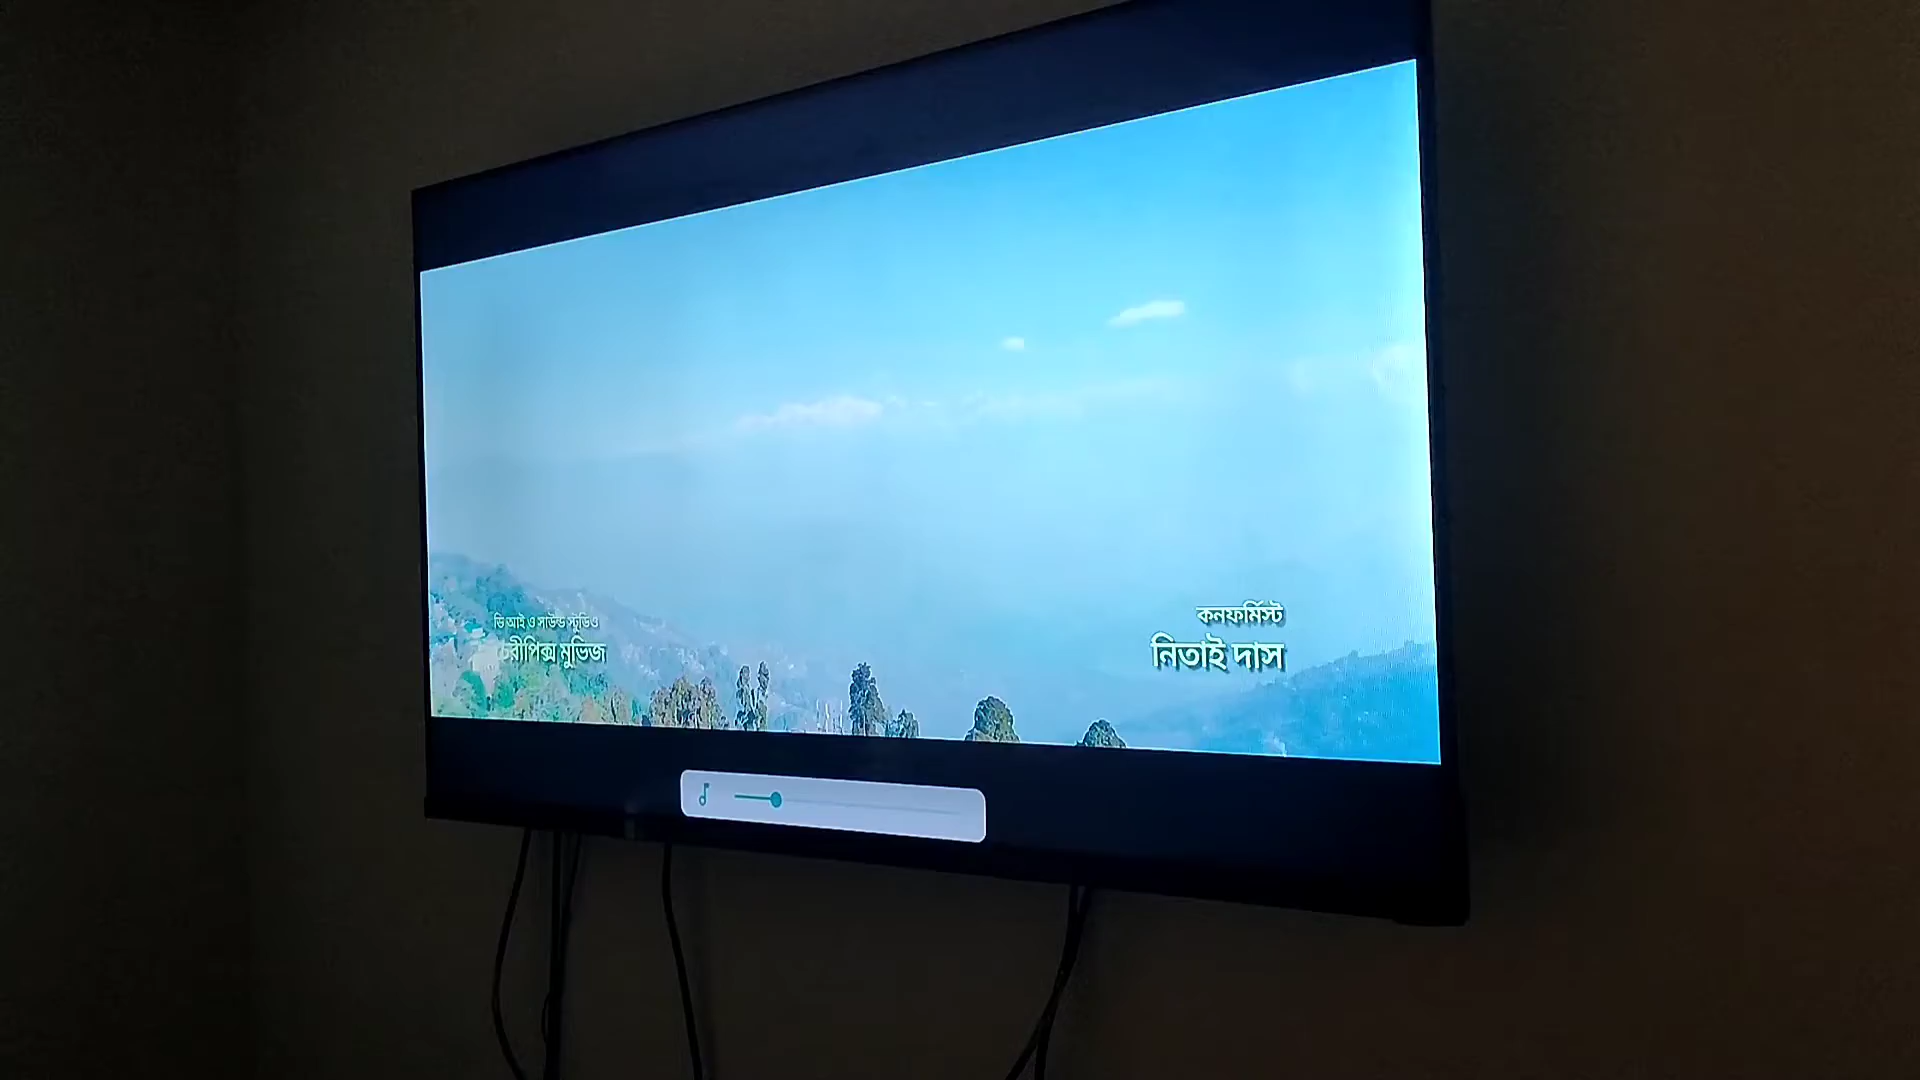 ভি আই ও সাউন্ড স্টুডিও
মুভিজ
কনফর্মিস্ট
নিতাই দাস